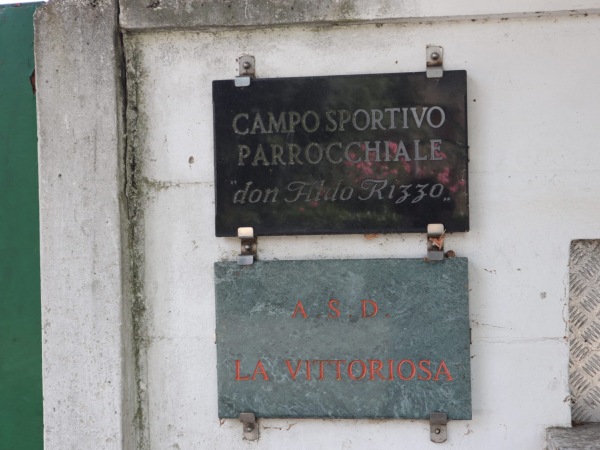 CAMPO SPORTIVO
PARROCCHIALE
"don Aldo Rizzo"
A. S. D.
LA VITTORIOSA